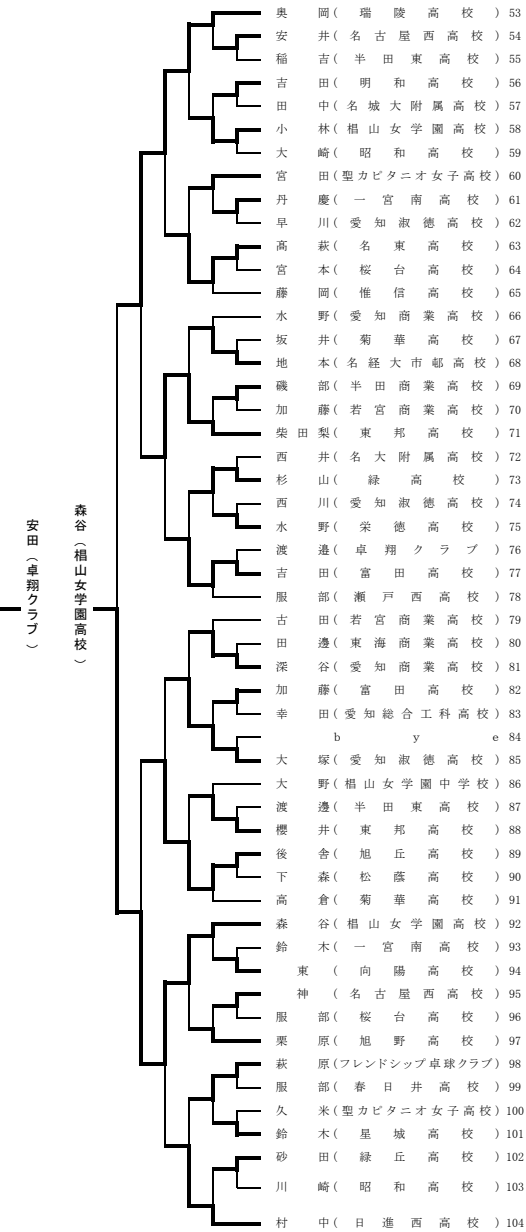 奥岡(瑞陵高校)53
安井(名古屋西高校)54
稲吉(半田東高校)55
吉田(明和高校)56
田中(名城大附属高校)57
小林(椙山女学園高校)58
大崎(昭和高校)59
宮田(聖カピタニオ女子高校)60
丹慶(一宮南高校)61
早川(愛知淑徳高校)62
髙萩(名東高校)63
宮本(桜台高校)64
藤岡(惟信高校)65
水野(愛知商業高校)66
坂井(菊華高校)67
地本(名経大市邨高校)68
磯部(半田商業高校)69
加藤(若宮商業高校)70
柴田梨(東邦高校)71
西井(名大附属高校)72
杉山(緑高校)73
西川(愛知淑徳高校)74
水野(栄徳高校)75
渡邉(卓翔クラブ)76
吉田(富田高校)77
服部(瀬戸西高校)78
古田(若宮商業高校)79
田邊(東海商業高校)80
深谷(愛知商業高校)81
加藤(富田高校)82
幸田(愛知総合工科高校)83
bye 84
大塚(愛知淑徳高校)85
大野(椙山女学園中学校)86
渡邊(半田東高校)87
櫻井(東邦高校)88
後舎(旭丘高校)89
下森(松蔭高校)90
高倉(菊華高校)91
森谷(椙山女学園高校)92
鈴木(一宮南高校)93
東(向陽高校)94
神(名古屋西高校)95
服部(桜台高校)96
栗原(旭野高校)97
萩原(フレンドシップ卓球クラブ)98
服部(春日井高校)99
久米(聖カピタニオ女子高校)100
鈴木(星城高校)101
砂田(緑丘高校)102
川崎(昭和高校)103
村中(日進西高校)104
森谷(椙山女学園高校)
安田(卓翔クラブ)